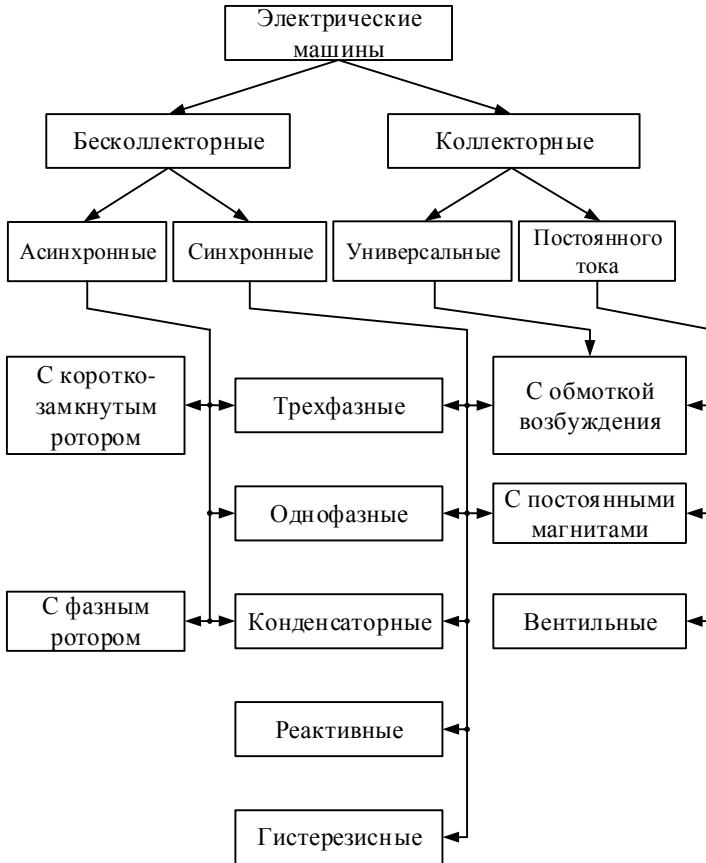 Электрические
машины
Бесколлекторные
Коллекторные
Асинхронные
Синхронные
Универсальные
Постоянного
тока
С коротко-
замкнутым
ротором
Трехфазные
С обмоткой
возбуждения
Однофазные
С постоянными
магнитами
С фазным
ротором
Конденсаторные
Вентильные
Реактивные
Гистерезисные